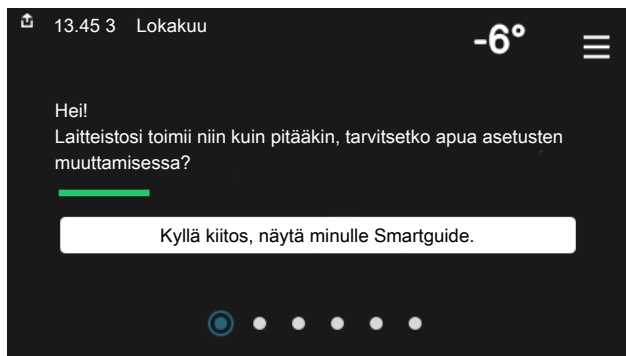 13.45 3 Lokakuu
-6°
Hei!
Laitteistosi toimii niin kuin pitääkin, tarvitsetko apua asetusten
muuttamisessa?
Kyllä kiitos, näytä minulle Smartguide.